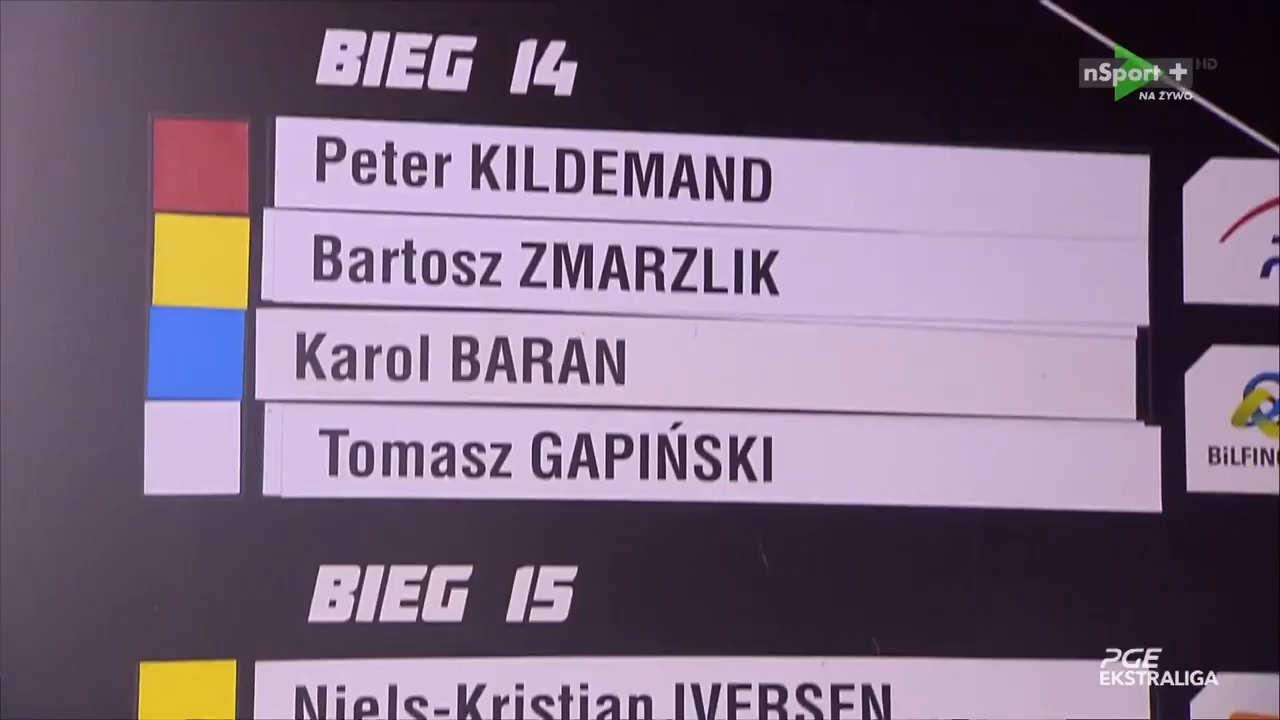 BIEG 14
nSport+ HD
NA ŻYWO
Peter KILDEMAND
Bartosz ZMARZLIK
Karol BARAN
Tomasz GAPIŃSKI
BIEG 15
Niels-Kristian IVERSEN
PGE
EKSTRALIGA